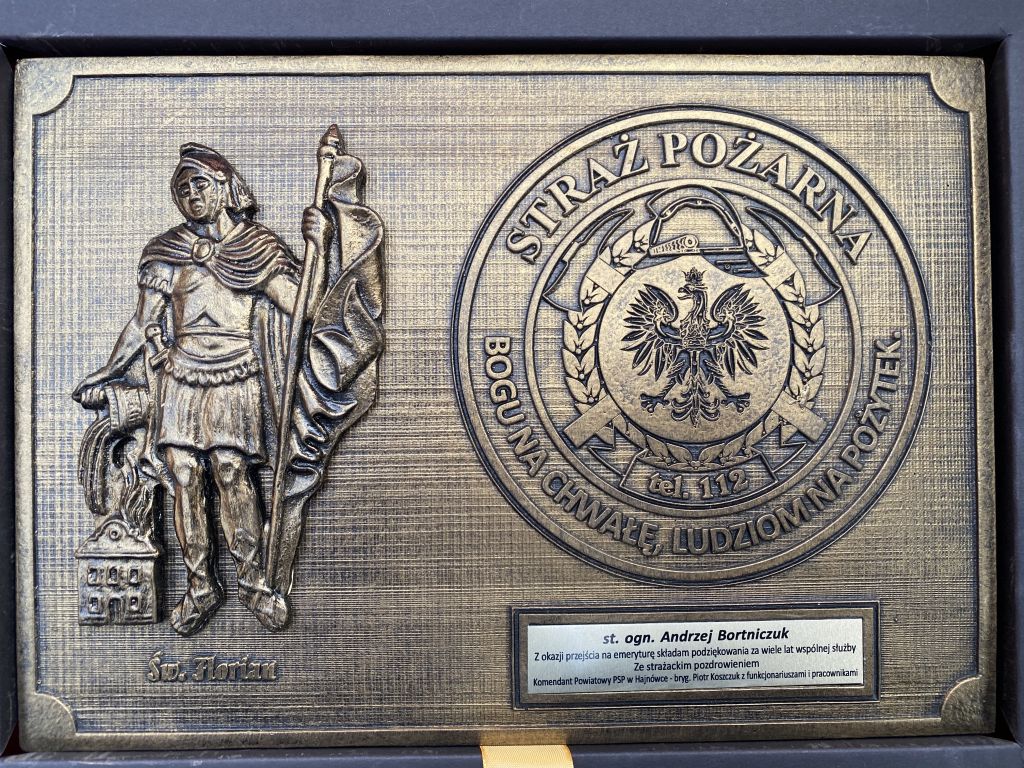 STRAŻ POŻARNA
tel. 112
BOGU NA CHWAŁĘ, LUDZIOM NA POŻYTEK.
Św. Florian
st. ogn. Andrzej Bortniczuk
Z okazji przejścia na emeryturę składam podziękowania za wiele lat wspólnej służby
Ze strażackim pozdrowieniem
Komendant Powiatowy PSP w Hajnówce - bryg. Piotr Koszczuk z funkcjonariuszami i pracownikami